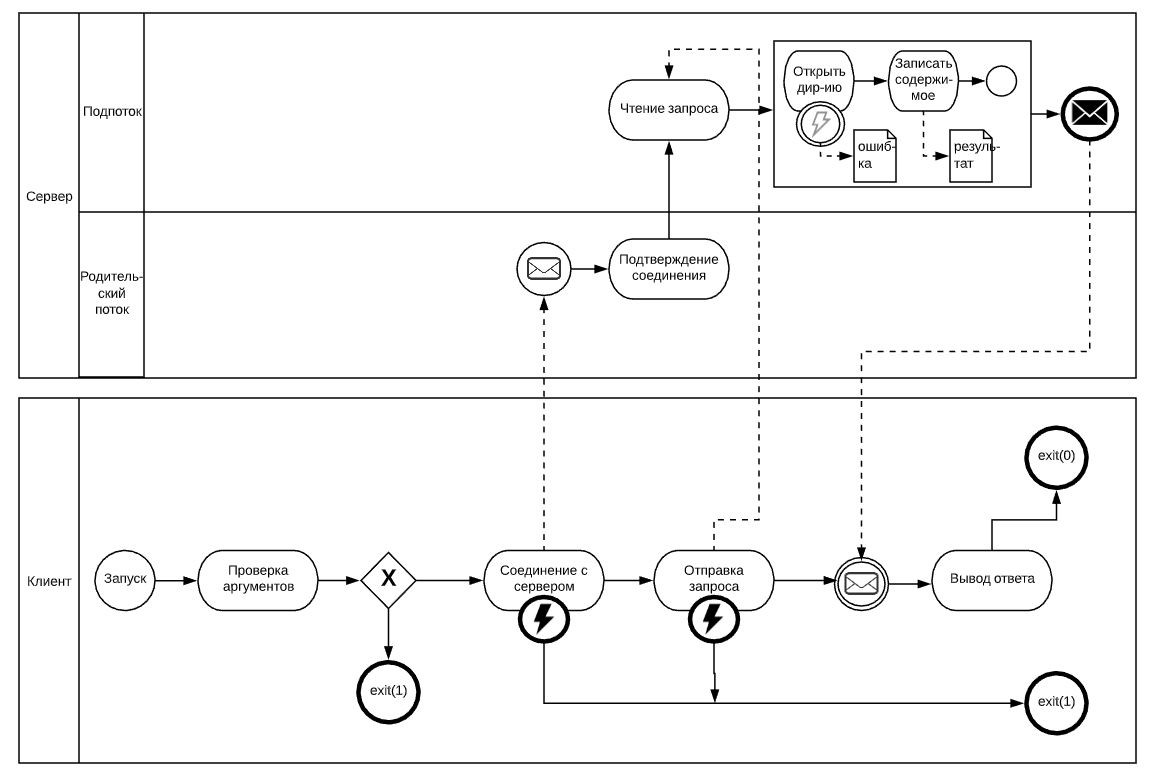 Сервер
Подпоток
Чтение запроса
Открыть
дир-ию
Записать
содержи-
мое
ошиб-
ка
резуль-
тат
Родитель-
ский
поток
Подтверждение
соединения
Клиент
Запуск
Проверка
аргументов
X
exit(1)
Соединение с
сервером
Отправка
запроса
Вывод ответа
exit(0)
exit(1)